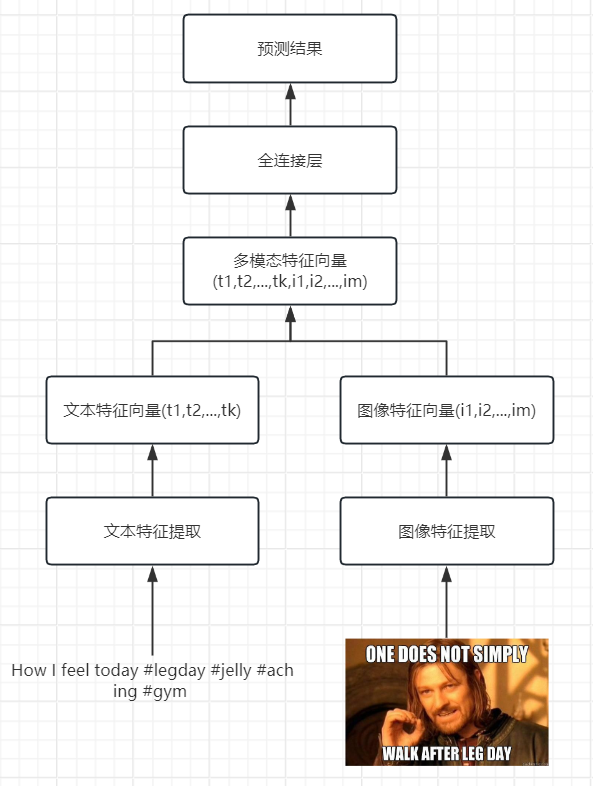 预测结果
全连接层
多模态特征向量
(t1,t2,...,tk,i1,i2,...,im)
文本特征向量(t1,t2,...,tk)
图像特征向量(i1,i2,...,im)
文本特征提取
图像特征提取
How I feel today #legday #jelly #ach
ing #gym
ONE DOES NOT SIMPLY
WALK AFTER LEG DAY